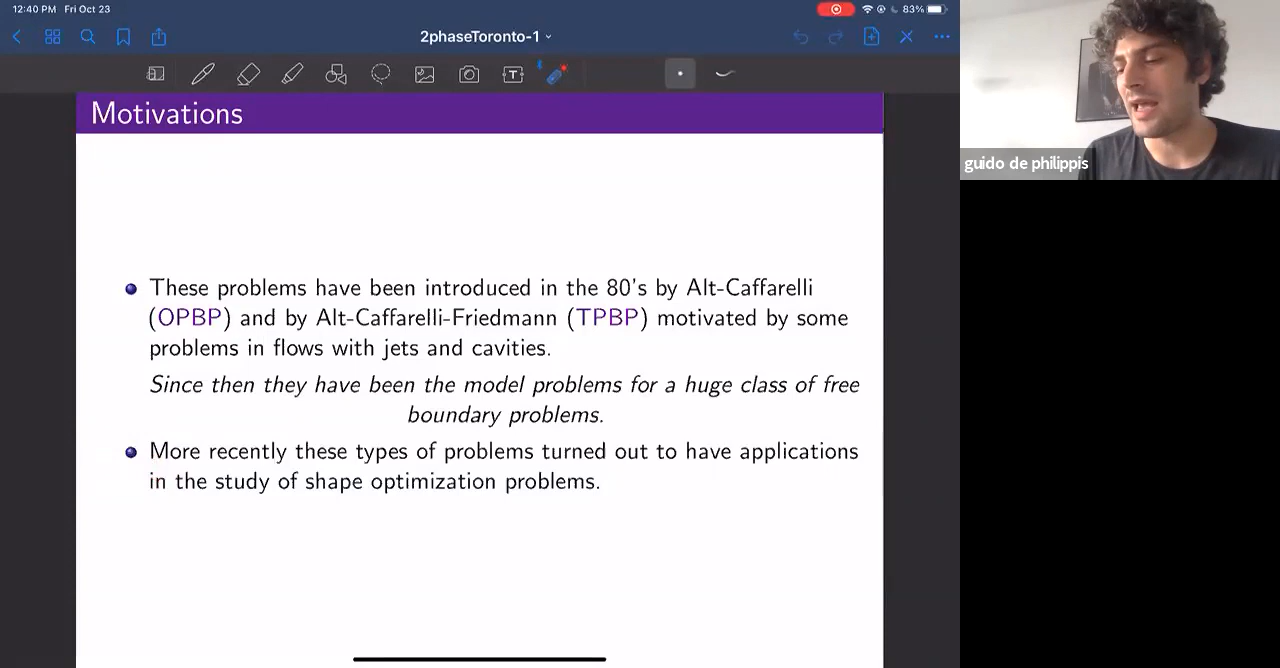 12:40 PM Fri Oct 23
83%
2phaseToronto-1
T
Motivations
guido de philippis
These problems have been introduced in the 80's by Alt-Caffarelli
(OPBP) and by Alt-Caffarelli-Friedmann (TPBP) motivated by some
problems in flows with jets and cavities.
Since then they have been the model problems for a huge class of free
boundary problems.
More recently these types of problems turned out to have applications
in the study of shape optimization problems.